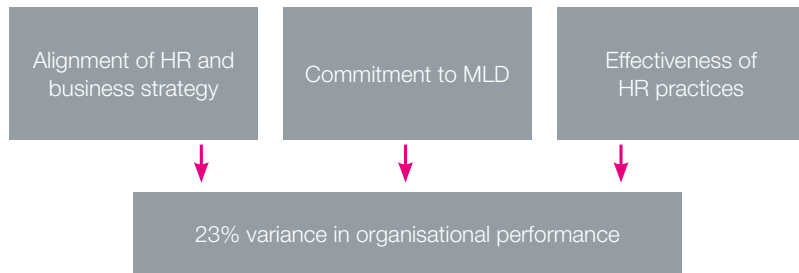 Alignment of HR and
business strategy
Commitment to MLD
Effectiveness of
HR practices
23% variance in organisational performance